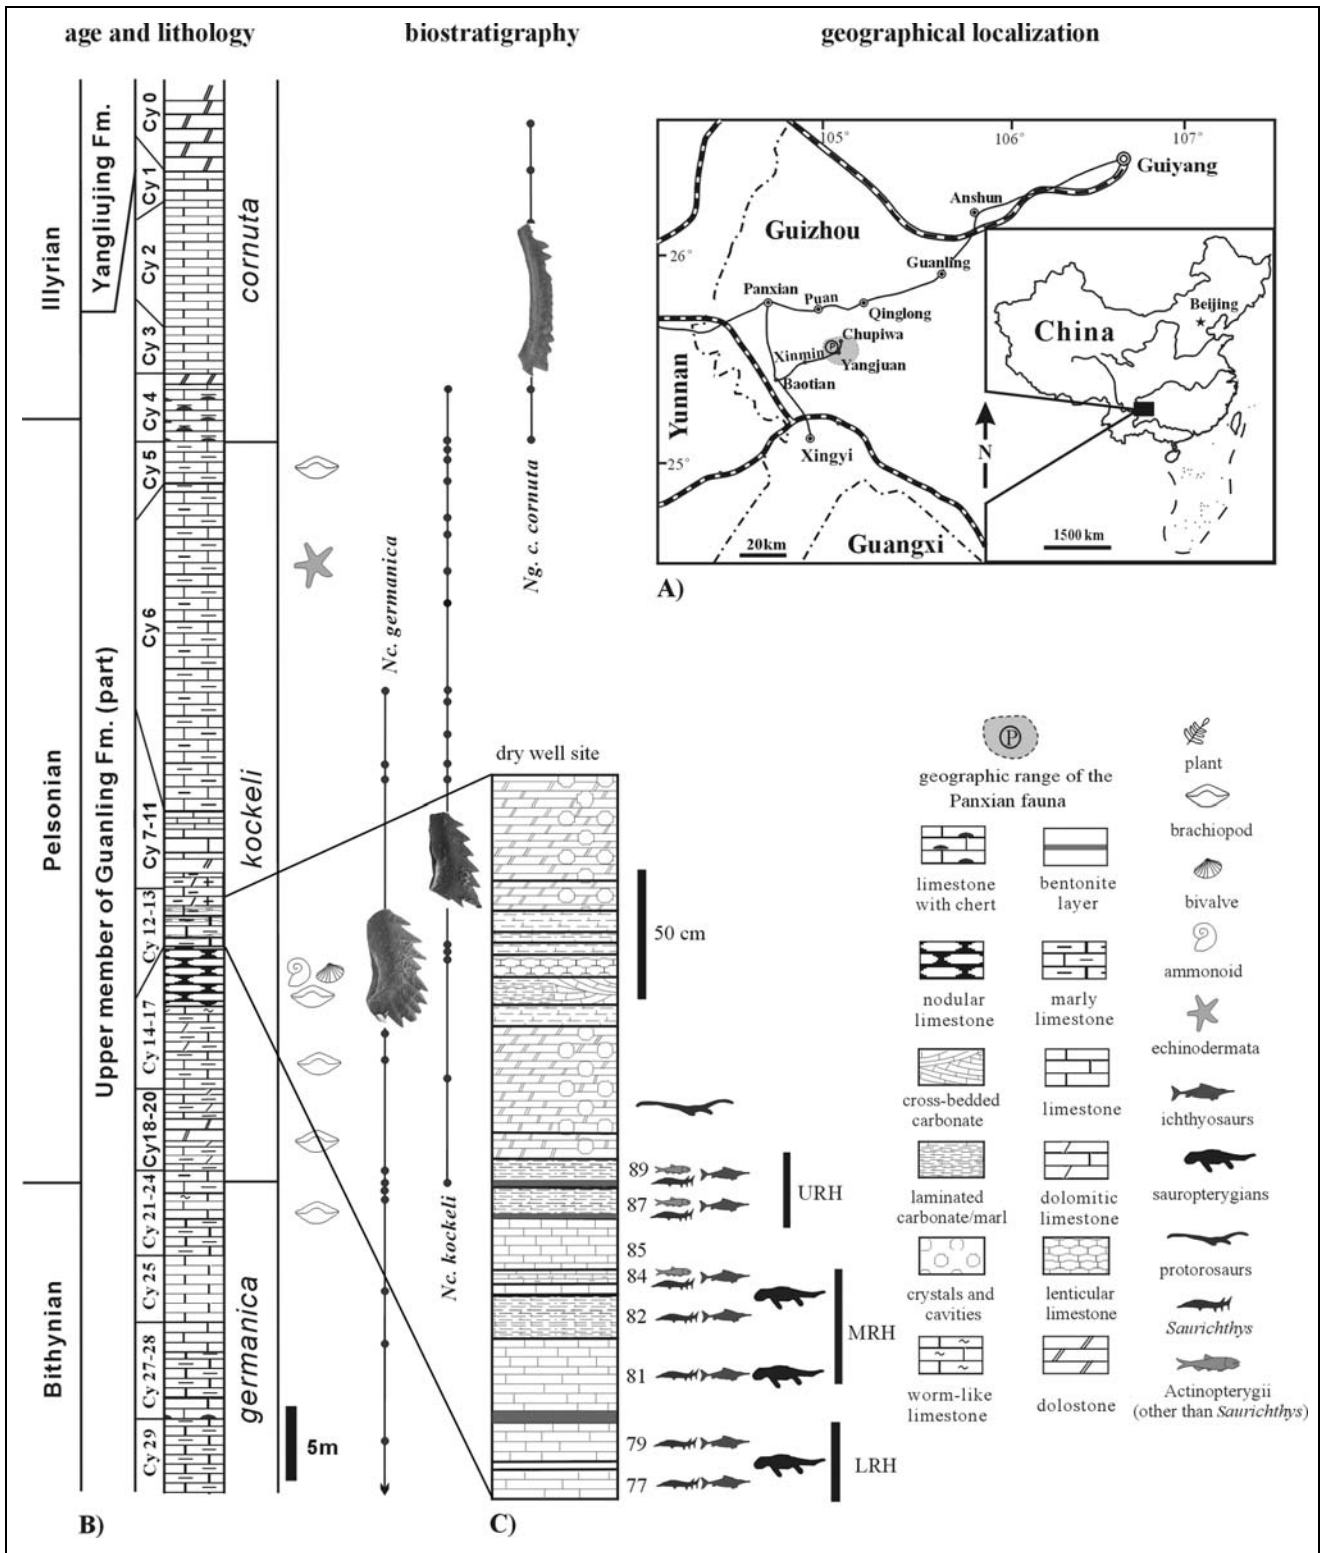 age and lithology
biostratigraphy
geographical localization
Illyrian
Pelsonian
Bithynian
Yangliujing Fm.
Upper member of Guanling Fm. (part)
Cy 0
Cy 1
Cy 2
Cy 3
Cy 4
Cy 5
Cy 6
Cy 7-11
Cy 12-13
Cy 14-17
Cy18-20
Cy 21-24
Cy 25
Cy 27-28
Cy 29
cornuta
kockeli
germanica
5m
B)
Nc. germanica
Nc. kockeli
Ng. c. cornuta
105°
106°
107°
26°
25°
Guiyang
Anshun
Guizhou
Guanling
Panxian
Puan
Qinglong
Chupiwa
P
Xinmin
Yangjuan
Baotian
Yunnan
Xingyi
Guangxi
20km
N
China
Beijing
1500 km
A)
dry well site
50 cm
89
87
85
84
82
81
79
77
URH
MRH
LRH
C)
P
geographic range of the
Panxian fauna
limestone
with chert
bentonite
layer
nodular
limestone
marly
limestone
cross-bedded
carbonate
limestone
laminated
carbonate/marl
dolomitic
limestone
crystals and
cavities
lenticular
limestone
worm-like
limestone
dolostone
plant
brachiopod
bivalve
ammonoid
echinodermata
ichthyosaurs
sauropterygians
protorosaurs
Saurichthys
Actinopterygii
(other than Saurichthys)